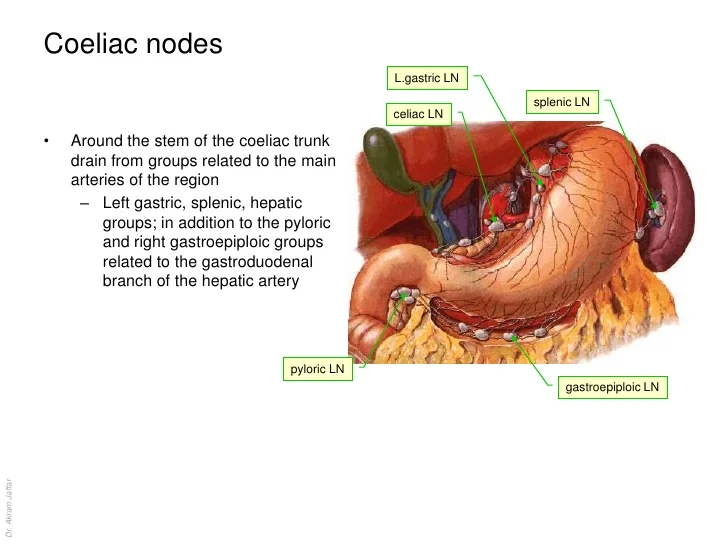 Coeliac nodes
• Around the stem of the coeliac trunk
drain from groups related to the main
arteries of the region
– Left gastric, splenic, hepatic
groups; in addition to the pyloric
and right gastroepiploic groups
related to the gastroduodenal
branch of the hepatic artery
L.gastric LN
splenic LN
celiac LN
pyloric LN
gastroepiploic LN
Dr. Akram Jaffar